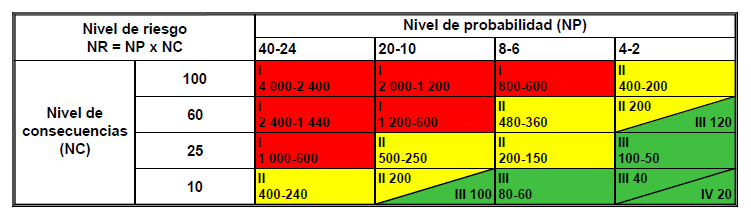 Nivel de riesgo
NR = NP x NC
Nivel de probabilidad (NP)
40-24 20-10 8-6 4-2
Nivel de
consecuencias
(NC)
100
I I I II
4 000-2 400 2 000-1 200 800-600 400-200
60
I I II II 200
2 400-1 440 1 200-600 480-360 III 120
25
I II II III
1 000-600 500-250 200-150 100-50
10
II II 200 III III 40
400-240 III 100 80-60 IV 20